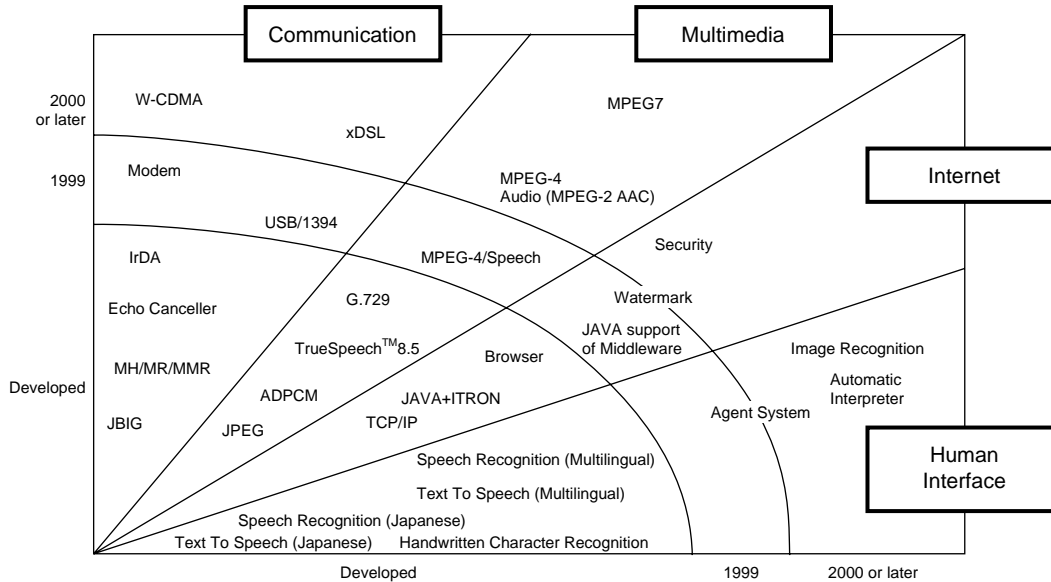 Communication
Multimedia
W-CDMA
MPEG7
2000
or later
xDSL
Modem
1999
MPEG-4
Audio (MPEG-2 AAC)
Internet
USB/1394
Security
IrDA
MPEG-4/Speech
G.729
Watermark
Echo Canceller
JAVA support
of Middleware
TrueSpeech™8.5
Browser
Image Recognition
MH/MR/MMR
Developed
Automatic
Interpreter
ADPCM
JAVA+ITRON
Agent System
JBIG
JPEG
TCP/IP
Human
Interface
Speech Recognition (Multilingual)
Text To Speech (Multilingual)
Speech Recognition (Japanese)
Text To Speech (Japanese)
Handwritten Character Recognition
Developed
1999
2000 or later